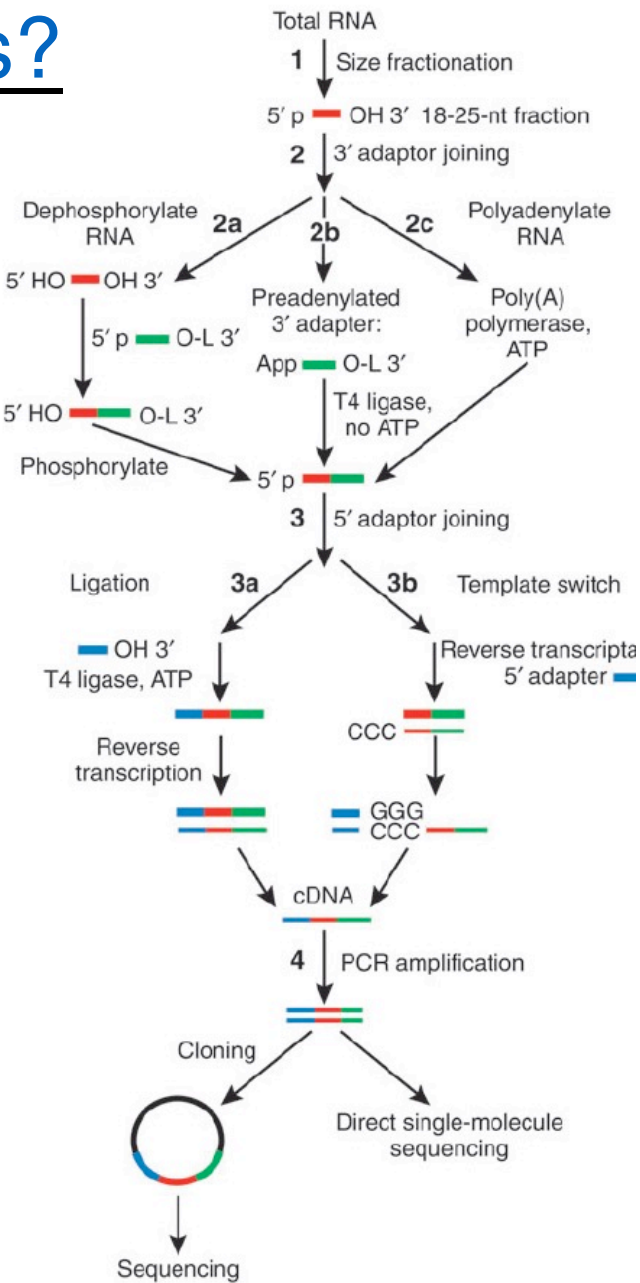 s?
Total RNA
1 Size fractionation
5′ p OH 3′ 18-25-nt fraction
2 3′ adaptor joining
Dephosphorylate
RNA
2a
2b
2c
Polyadenylate
RNA
5′ HO OH 3′
Preadenylated
3′ adapter:
Poly(A)
polymerase,
ATP
5′ p O-L 3′
App O-L 3′
5′ HO O-L 3′
T4 ligase,
no ATP
Phosphorylate
5′ p
3 5′ adaptor joining
Ligation
3a
3b
Template switch
OH 3′
T4 ligase, ATP
Reverse transcripta
5′ adapter
CCC
Reverse
transcription
GGG
CCC
cDNA
4 PCR amplification
Cloning
Direct single-molecule
sequencing
Sequencing